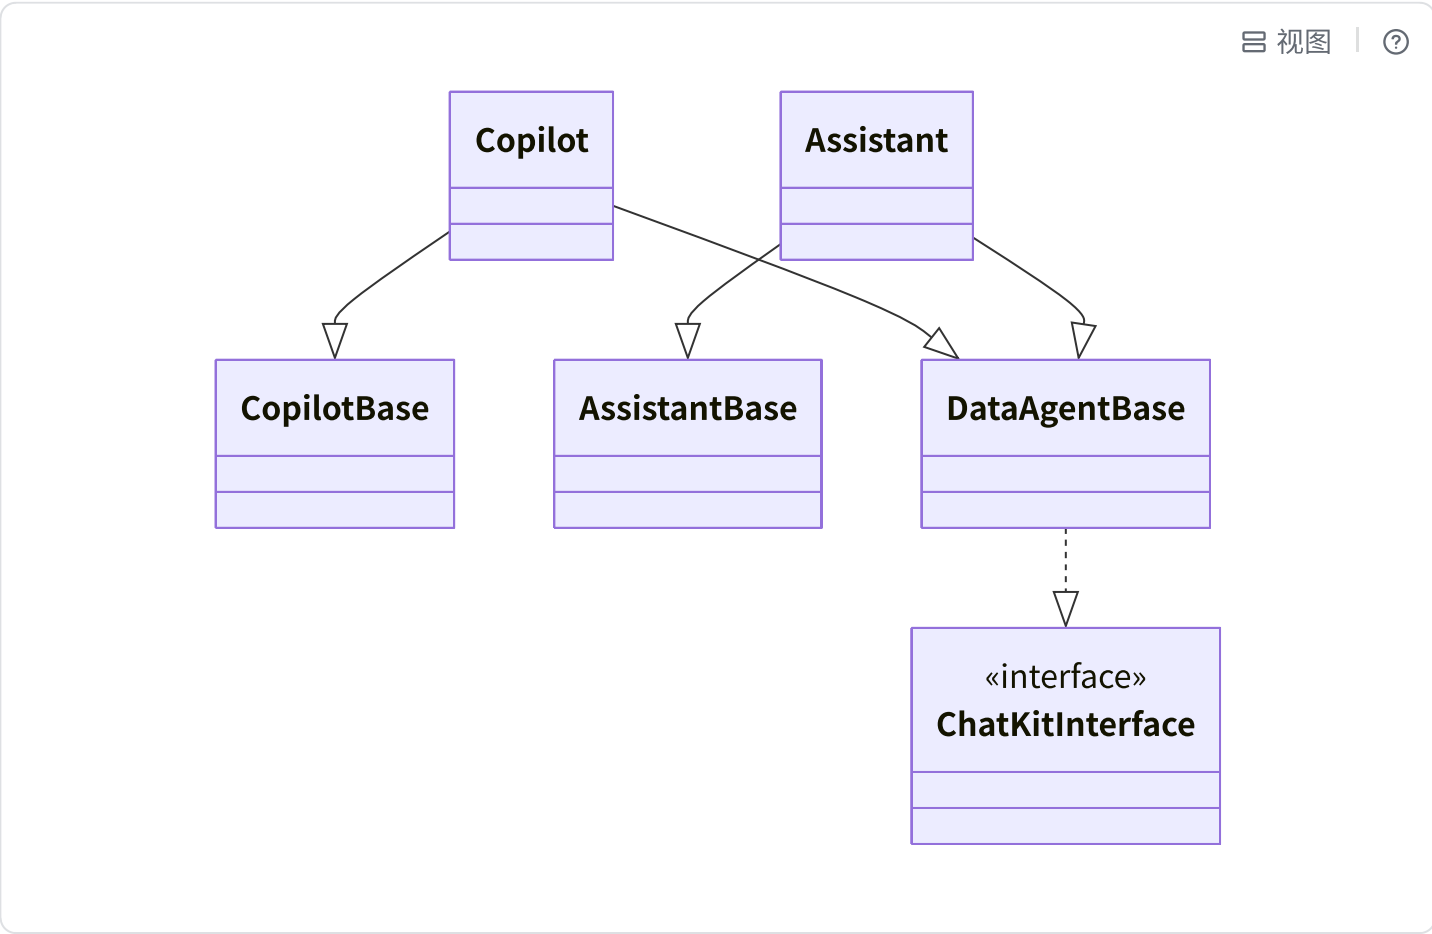 视图
Copilot
Assistant
CopilotBase
AssistantBase
DataAgentBase
«interface»
ChatKitInterface